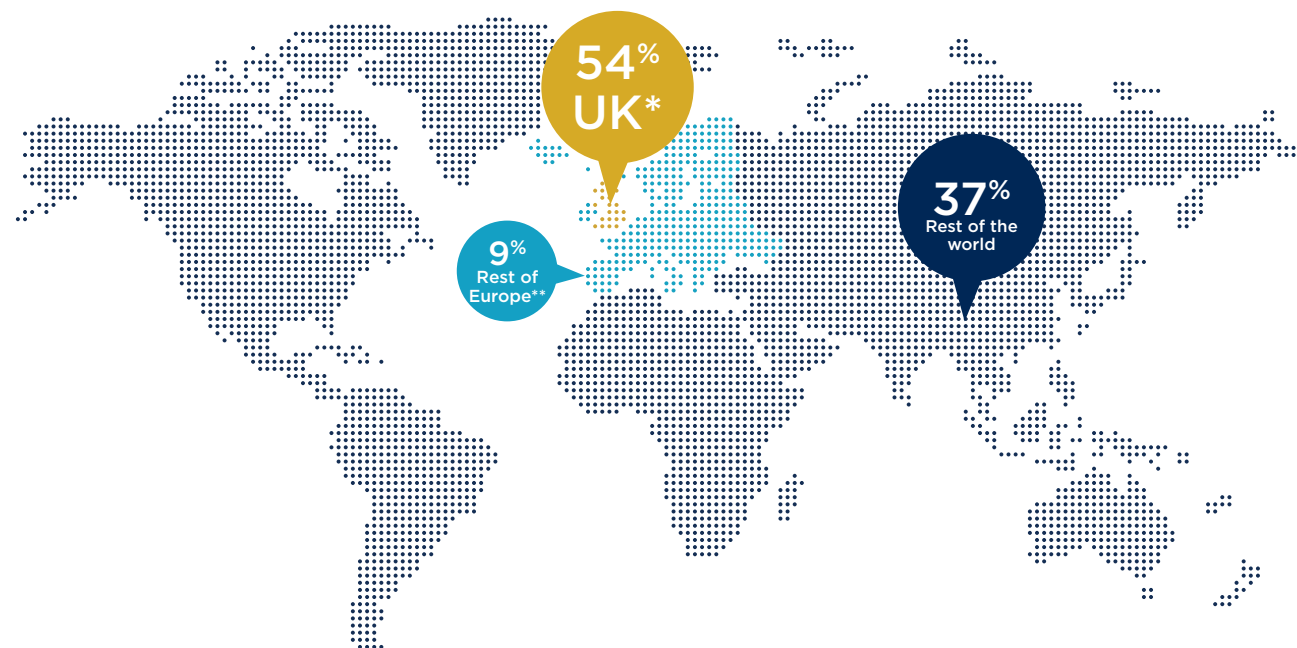 54%
UK*
37%
Rest of the
world
9%
Rest of
Europe**